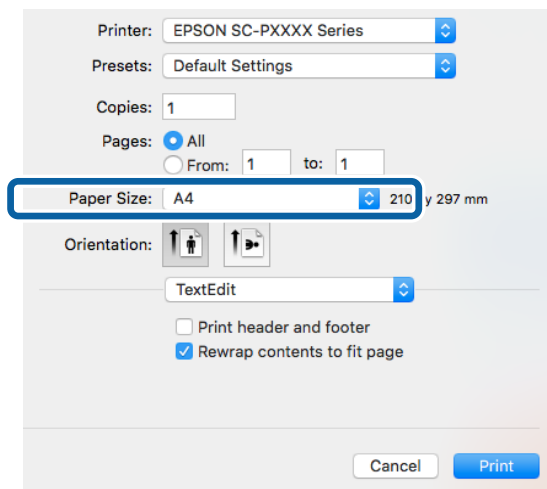 Printer: EPSON SC-PXXXX Series
Presets: Default Settings
Copies: 1
Pages: All
From: 1 to: 1
Paper Size: A4 210 y 297 mm
Orientation:
TextEdit
Print header and footer
Rewrap contents to fit page
Cancel Print